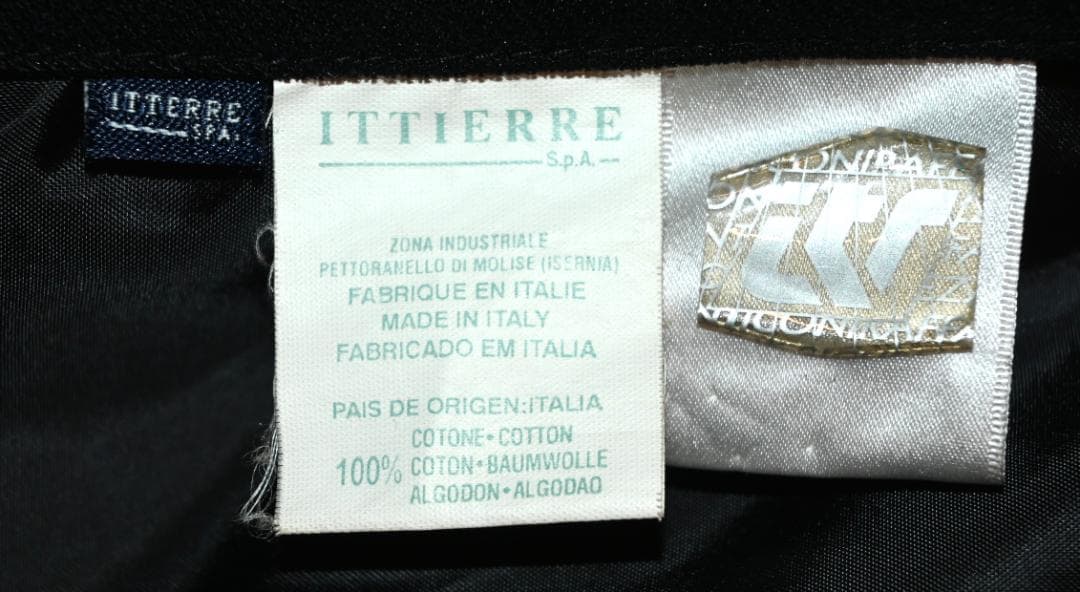 ITTIERRE
SPA.
ITTIERRE
S.p.A.
ZONA INDUSTRIALE
PETTORANELLO DI MOLISE (ISERNIA)
FABRIQUE EN ITALIE
MADE IN ITALY
FABRICADO EM ITALIA
PAIS DE ORIGEN:ITALIA
COTONE•COTTON
100% COTON•BAUMWOLLE
ALGODON•ALGODAO